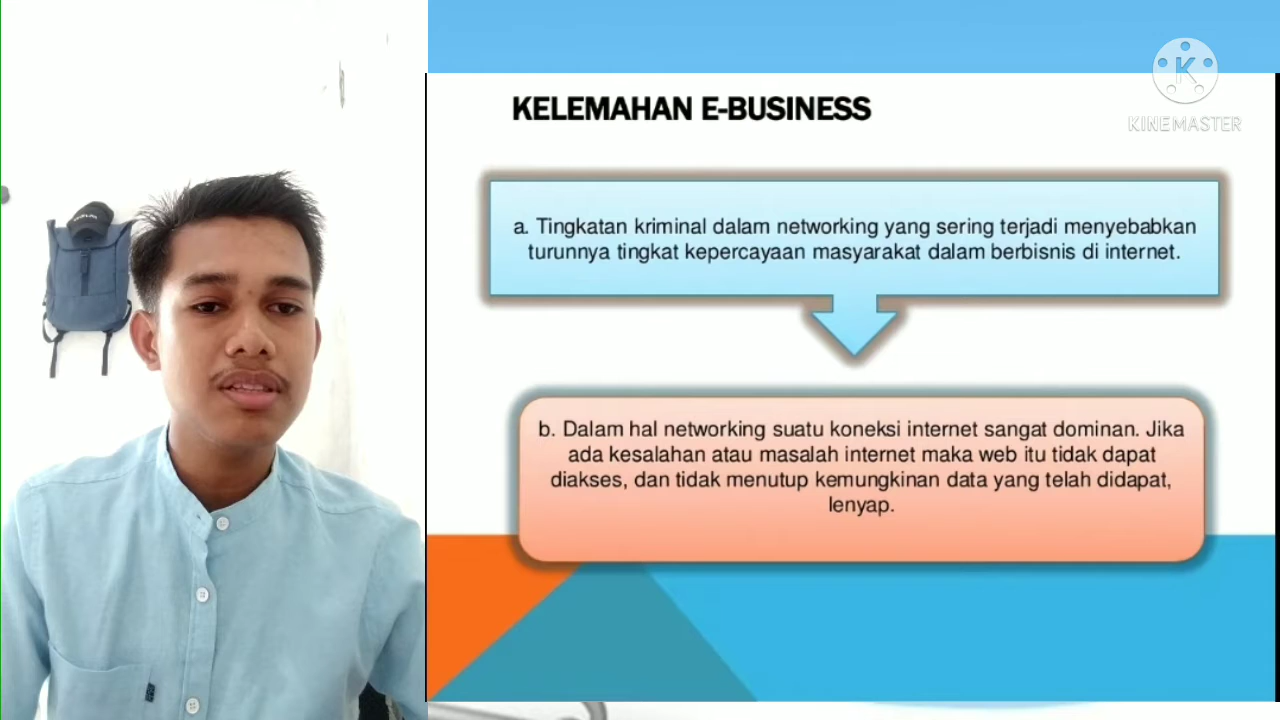 KELEMAHAN E-BUSINESS
K
KINEMASTER
a. Tingkatan kriminal dalam networking yang sering terjadi menyebabkan
turunnya tingkat kepercayaan masyarakat dalam berbisnis di internet.
b. Dalam hal networking suatu koneksi internet sangat dominan. Jika
ada kesalahan atau masalah internet maka web itu tidak dapat
diakses, dan tidak menutup kemungkinan data yang telah didapat,
lenyap.